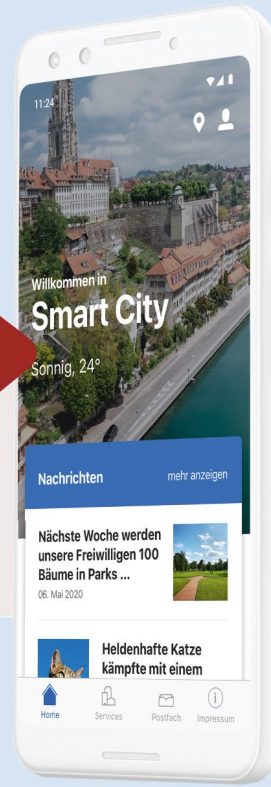 11:24
Willkommen in
Smart City
Sonnig, 24°
Nachrichten
mehr anzeigen
Nächste Woche werden
unsere Freiwilligen 100
Bäume in Parks ...
06. Mai 2020
Heldenhafte Katze
kämpfte mit einem
Home
Services
Postfach
Impressum